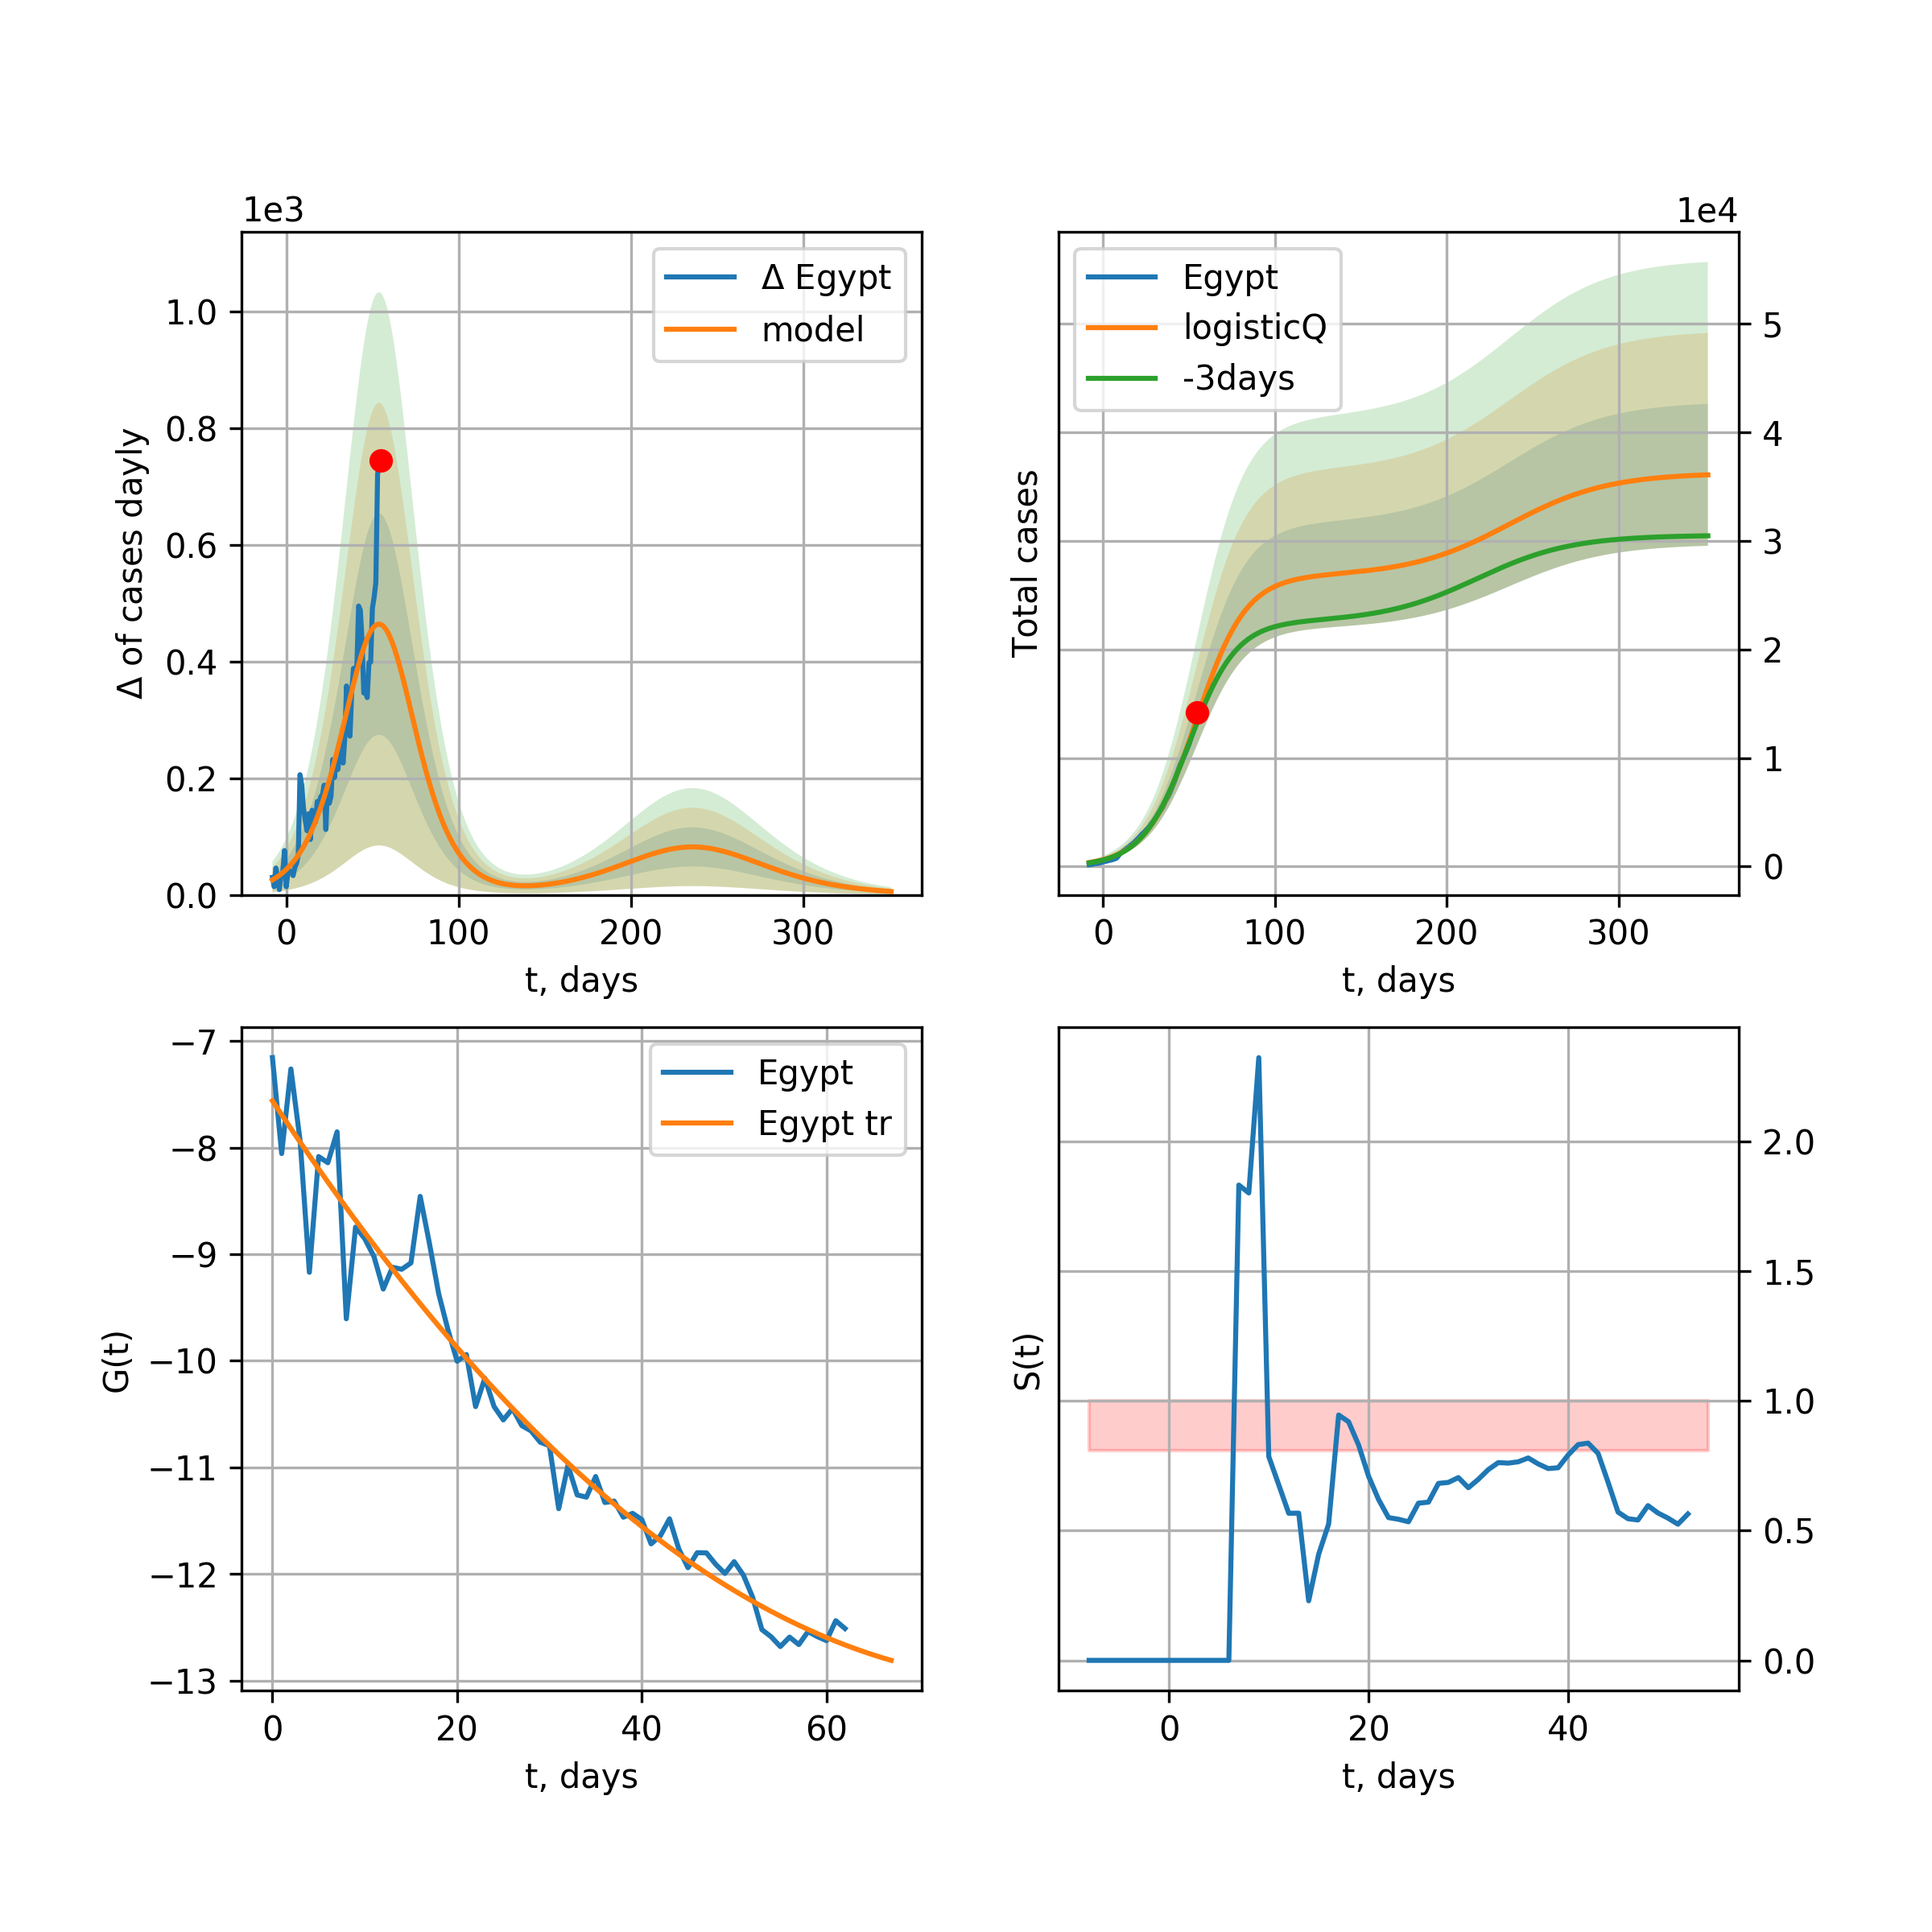 1e3
Δ of cases dayly
1.0
0.8
0.6
0.4
0.2
0.0
0 100 200 300
t, days
Δ Egypt
model
1e4
Total cases
5
4
3
2
1
0
0 100 200 300
t, days
Egypt
logisticQ
-3days
G(t)
−7
−8
−9
−10
−11
−12
−13
0 20 40 60
t, days
Egypt
Egypt tr
S(t)
2.0
1.5
1.0
0.5
0.0
0 20 40
t, days